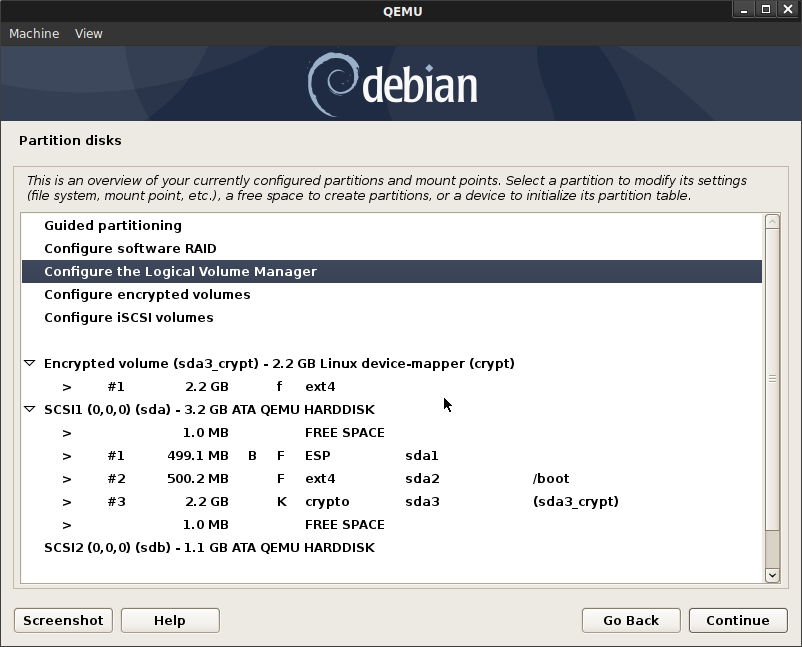 QEMU
Machine View
debian
Partition disks
This is an overview of your currently configured partitions and mount points. Select a partition to modify its settings
(file system, mount point, etc.), a free space to create partitions, or a device to initialize its partition table.
Guided partitioning
Configure software RAID
Configure the Logical Volume Manager
Configure encrypted volumes
Configure iSCSI volumes
Encrypted volume (sda3_crypt) - 2.2 GB Linux device-mapper (crypt)
> #1 2.2 GB f ext4
SCSI1 (0,0,0) (sda) - 3.2 GB ATA QEMU HARDDISK
> 1.0 MB FREE SPACE
> #1 499.1 MB B F ESP sda1
> #2 500.2 MB F ext4 sda2 /boot
> #3 2.2 GB K crypto sda3 (sda3_crypt)
> 1.0 MB FREE SPACE
SCSI2 (0,0,0) (sdb) - 1.1 GB ATA QEMU HARDDISK
Screenshot Help Go Back Continue